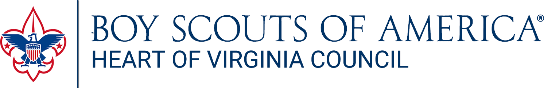 BOY SCOUTS OF AMERICA®
HEART OF VIRGINIA COUNCIL